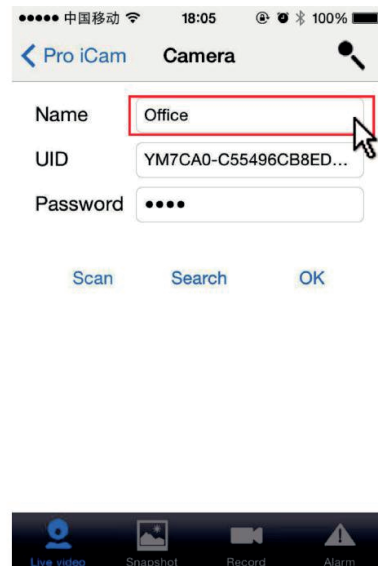 中国移动 18:05 100%
Pro iCam Camera
Name Office
UID YM7CA0-C55496CB8ED...
Password ••••
Scan Search OK
Live video Snapshot Record Alarm